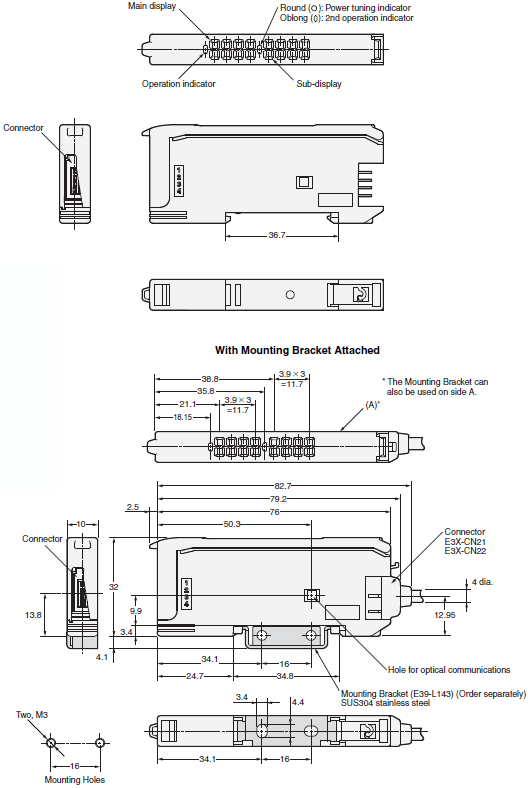 Main display
Round (O): Power tuning indicator
Oblong (0): 2nd operation indicator
Operation indicator
Sub-display
Connector
36.7
With Mounting Bracket Attached
38.8
3.9 × 3
=11.7
* The Mounting Bracket can
also be used on side A.
35.8
21.1
3.9 × 3
=11.7
(A)*
18.15
82.7
79.2
2.5
76
10
50.3
Connector
Connector
E3X-CN21
E3X-CN22
32
4 dia.
13.8
9.9
12.95
3.4
4.1
34.1
16
24.7
34.8
Hole for optical communications
Mounting Bracket (E39-L143) (Order separately)
SUS304 stainless steel
3.4
4.4
Two, M3
34.1
16
16
Mounting Holes